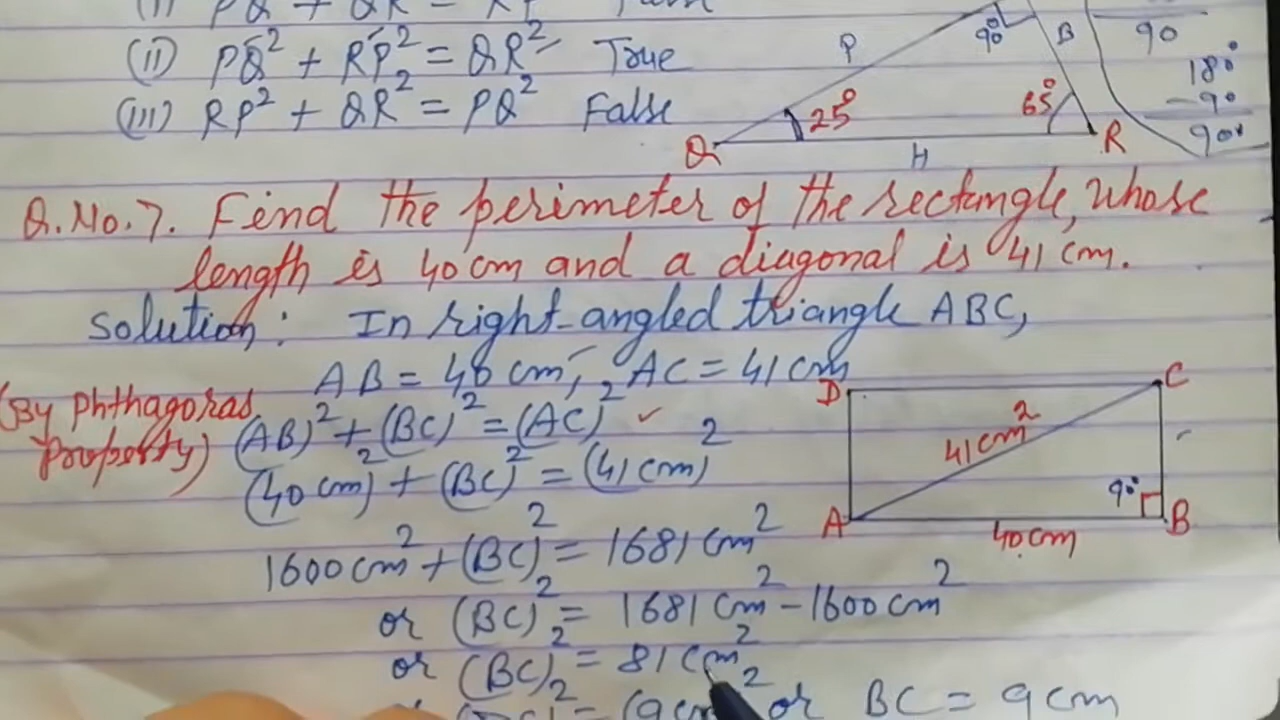 (ii) PQ² + RP² = QR² True
(iii) RP² + QR² = PQ² False
P
90°
B
25°
65°
Q
H
R
90
180°
- 90
90°
Q.No.7. Find the perimeter of the rectangle, whose
length is 40 cm and a diagonal is 41 cm.
Solution: In right-angled triangle ABC,
AB = 40 cm, AC = 41 cm
(By Phthagoras
Property)
(AB)² + (BC)² = (AC)² ✓
(40 cm)² + (BC)² = (41 cm)²
1600 cm² + (BC)² = 1681 cm²
or (BC)² = 1681 cm² - 1600 cm²
or (BC)² = 81 cm²
(9 cm)² or BC = 9 cm
D
C
41 cm²
90°
A
B
40 cm